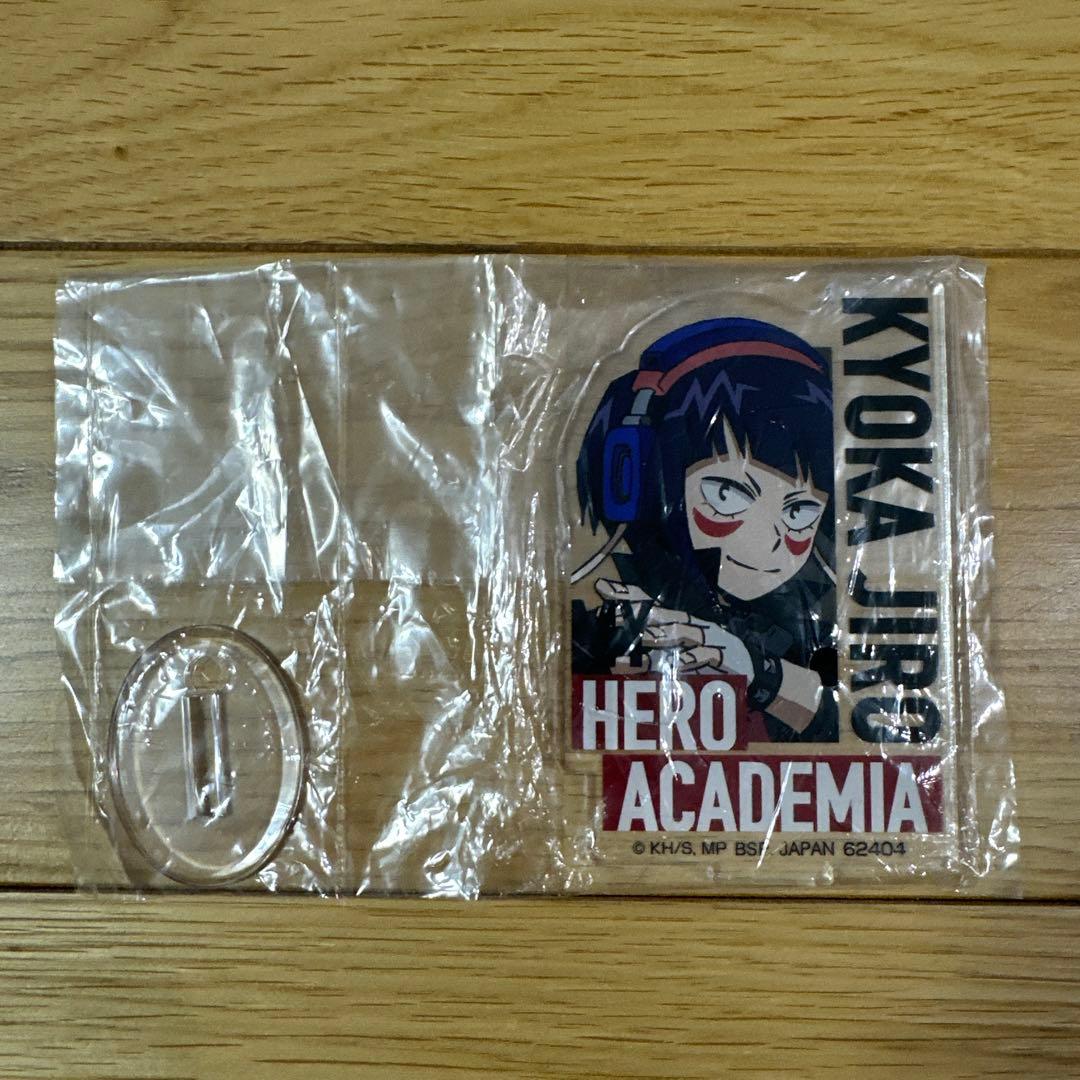 KYOKA JIRO
HERO
ACADEMIA
© KH/S, MP BSP, JAPAN 62404